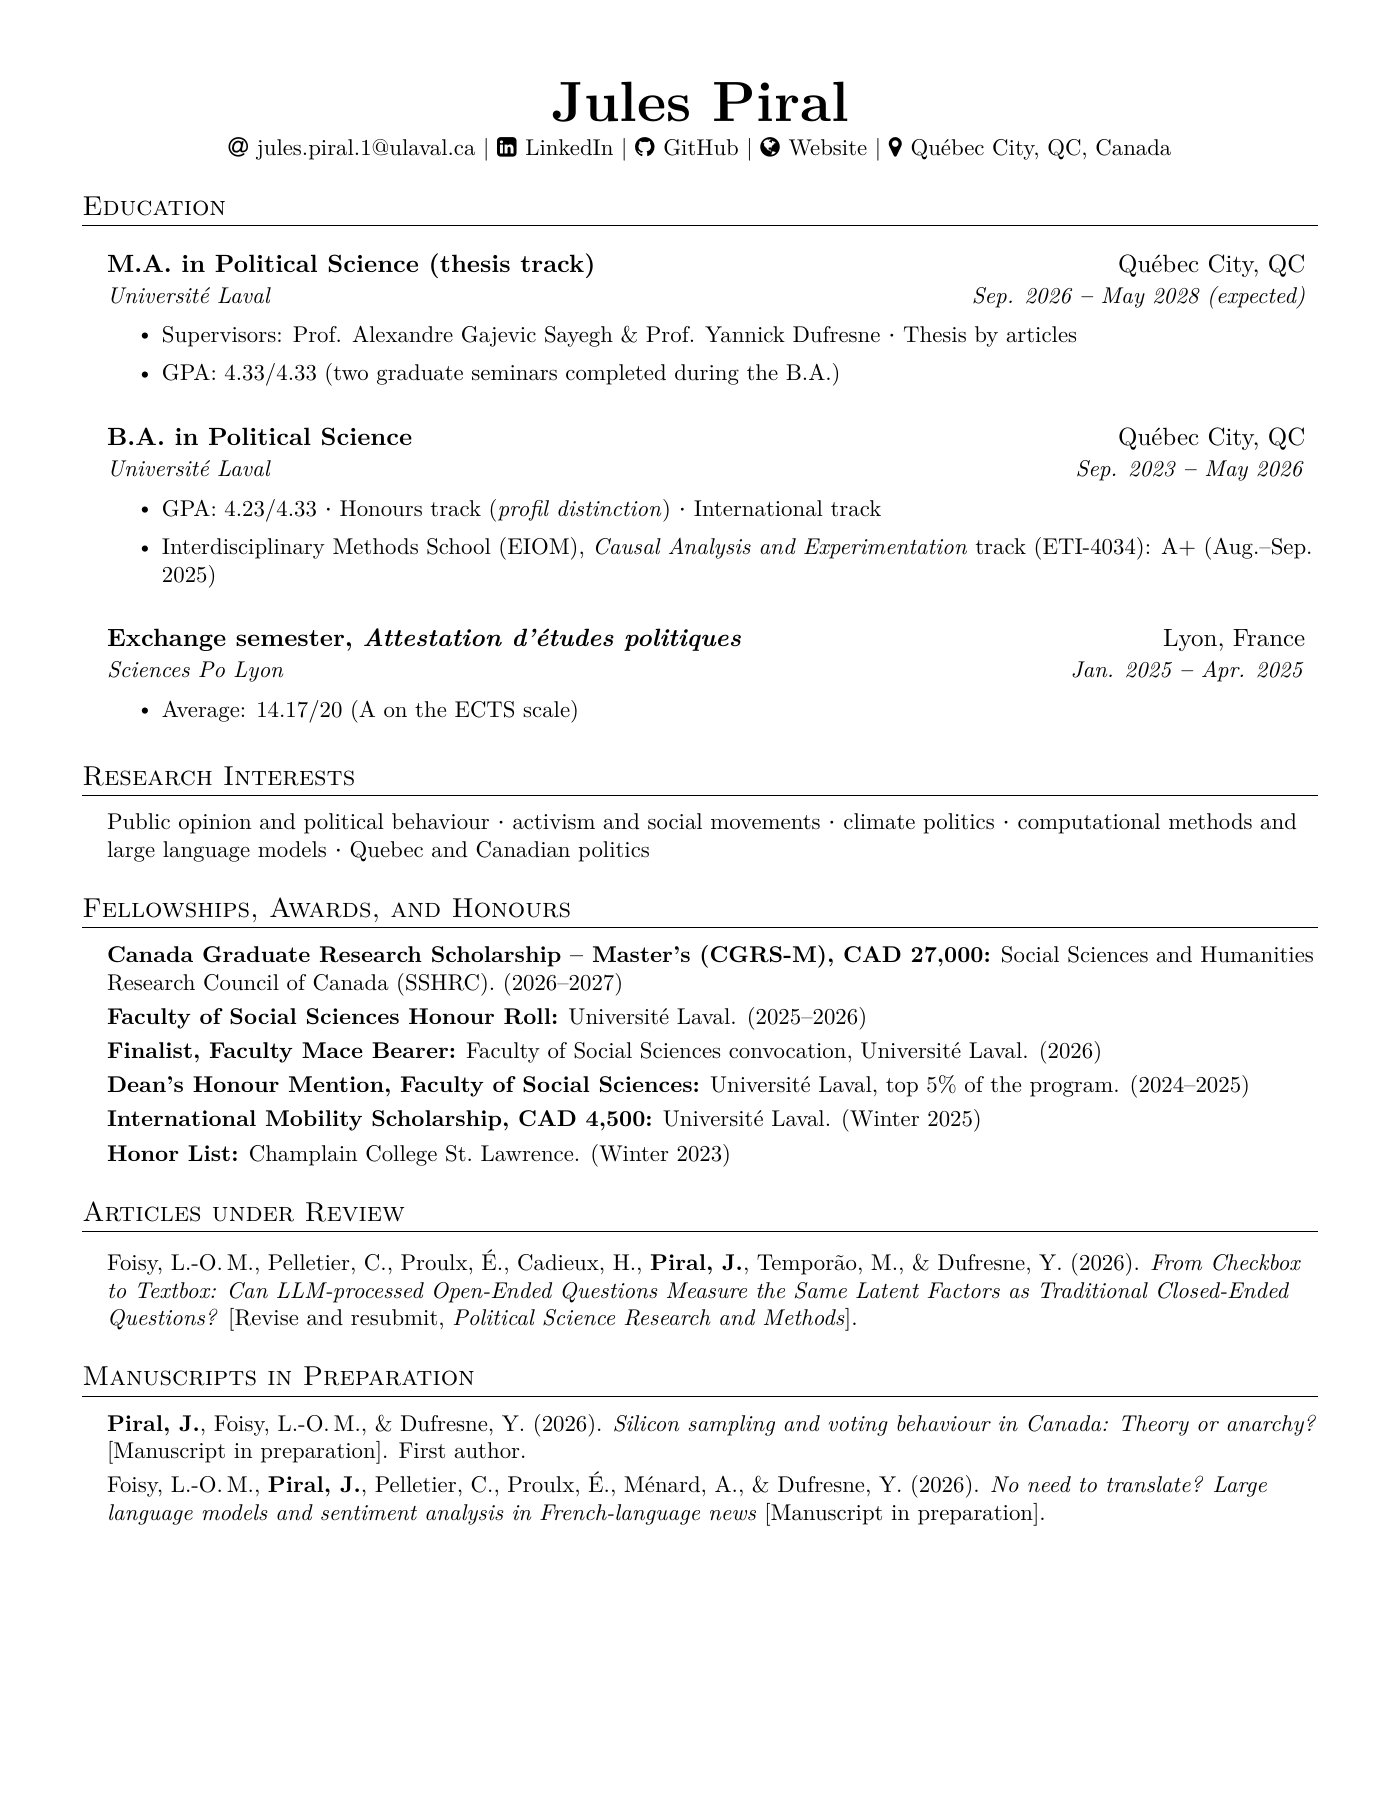 Jules Piral
jules.piral.1@ulaval.ca | LinkedIn | GitHub | Website | Québec City, QC, Canada
Education
M.A. in Political Science (thesis track) Québec City, QC
Université Laval Sep. 2026 – May 2028 (expected)
• Supervisors: Prof. Alexandre Gajevic Sayegh & Prof. Yannick Dufresne · Thesis by articles
• GPA: 4.33/4.33 (two graduate seminars completed during the B.A.)
B.A. in Political Science Québec City, QC
Université Laval Sep. 2023 – May 2026
• GPA: 4.23/4.33 · Honours track (profil distinction) · International track
• Interdisciplinary Methods School (EIOM), Causal Analysis and Experimentation track (ETI-4034): A+ (Aug.–Sep.
2025)
Exchange semester, Attestation d'études politiques Lyon, France
Sciences Po Lyon Jan. 2025 – Apr. 2025
• Average: 14.17/20 (A on the ECTS scale)
Research Interests
Public opinion and political behaviour · activism and social movements · climate politics · computational methods and
large language models · Quebec and Canadian politics
Fellowships, Awards, and Honours
Canada Graduate Research Scholarship – Master's (CGRS-M), CAD 27,000: Social Sciences and Humanities
Research Council of Canada (SSHRC). (2026–2027)
Faculty of Social Sciences Honour Roll: Université Laval. (2025–2026)
Finalist, Faculty Mace Bearer: Faculty of Social Sciences convocation, Université Laval. (2026)
Dean's Honour Mention, Faculty of Social Sciences: Université Laval, top 5% of the program. (2024–2025)
International Mobility Scholarship, CAD 4,500: Université Laval. (Winter 2025)
Honor List: Champlain College St. Lawrence. (Winter 2023)
Articles under Review
Foisy, L.-O. M., Pelletier, C., Proulx, É., Cadieux, H., Piral, J., Temporão, M., & Dufresne, Y. (2026). From Checkbox
to Textbox: Can LLM-processed Open-Ended Questions Measure the Same Latent Factors as Traditional Closed-Ended
Questions? [Revise and resubmit, Political Science Research and Methods].
Manuscripts in Preparation
Piral, J., Foisy, L.-O. M., & Dufresne, Y. (2026). Silicon sampling and voting behaviour in Canada: Theory or anarchy?
[Manuscript in preparation]. First author.
Foisy, L.-O. M., Piral, J., Pelletier, C., Proulx, É., Ménard, A., & Dufresne, Y. (2026). No need to translate? Large
language models and sentiment analysis in French-language news [Manuscript in preparation].